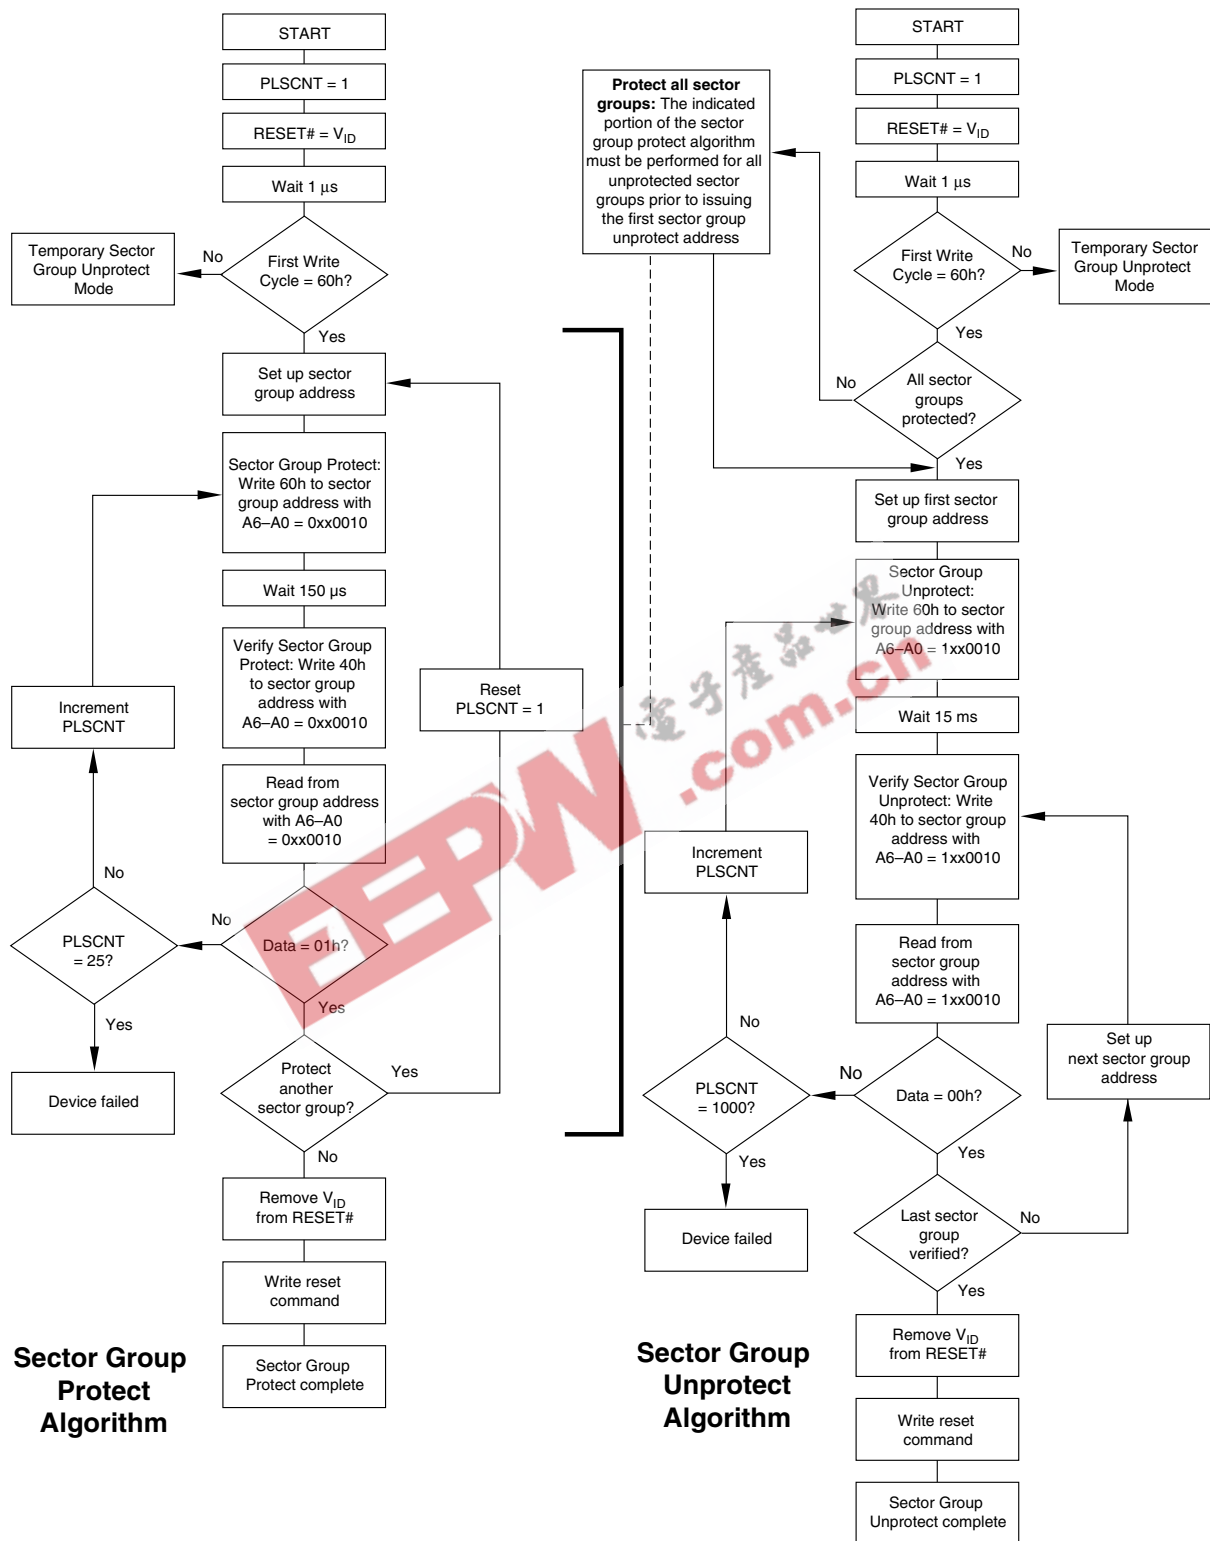 START
PLSCNT = 1
RESET# = VID
Wait 1 μs
First Write
Cycle = 60h?
No
Temporary Sector
Group Unprotect
Mode
Yes
Set up sector
group address
Sector Group Protect:
Write 60h to sector
group address with
A6–A0 = 0xx0010
Wait 150 µs
Verify Sector Group
Protect: Write 40h
to sector group
address with
A6–A0 = 0xx0010
Read from
sector group address
with A6–A0
= 0xx0010
Data = 01h?
No
PLSCNT
= 25?
No
Increment
PLSCNT
Yes
Device failed
Yes
Protect
another
sector group?
Yes
Reset
PLSCNT = 1
No
Remove VID
from RESET#
Write reset
command
Sector Group
Protect complete
Sector Group
Protect
Algorithm
Protect all sector
groups: The indicated
portion of the sector
group protect algorithm
must be performed for all
unprotected sector
groups prior to issuing
the first sector group
unprotect address
START
PLSCNT = 1
RESET# = VID
Wait 1 μs
First Write
Cycle = 60h?
No
Temporary Sector
Group Unprotect
Mode
Yes
All sector
groups
protected?
No
Yes
Set up first sector
group address
Sector Group
Unprotect:
Write 60h to sector
group address with
A6–A0 = 1xx0010
Wait 15 ms
Verify Sector Group
Unprotect: Write
40h to sector group
address with
A6–A0 = 1xx0010
Read from
sector group
address with
A6–A0 = 1xx0010
Data = 00h?
No
PLSCNT
= 1000?
No
Increment
PLSCNT
Yes
Device failed
Yes
Last sector
group
verified?
No
Set up
next sector group
address
Yes
Remove VID
from RESET#
Write reset
command
Sector Group
Unprotect complete
Sector Group
Unprotect
Algorithm
EEPW
電子產品世界
.com.cn